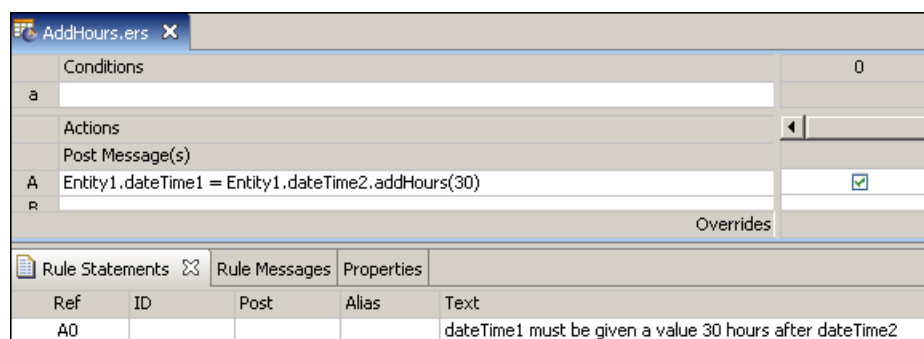 AddHours.ers
Conditions 0
a
Actions
Post Message(s)
A Entity1.dateTime1 = Entity1.dateTime2.addHours(30)
B
Overrides
Rule Statements Rule Messages Properties
Ref ID Post Alias Text
A0 dateTime1 must be given a value 30 hours after dateTime2